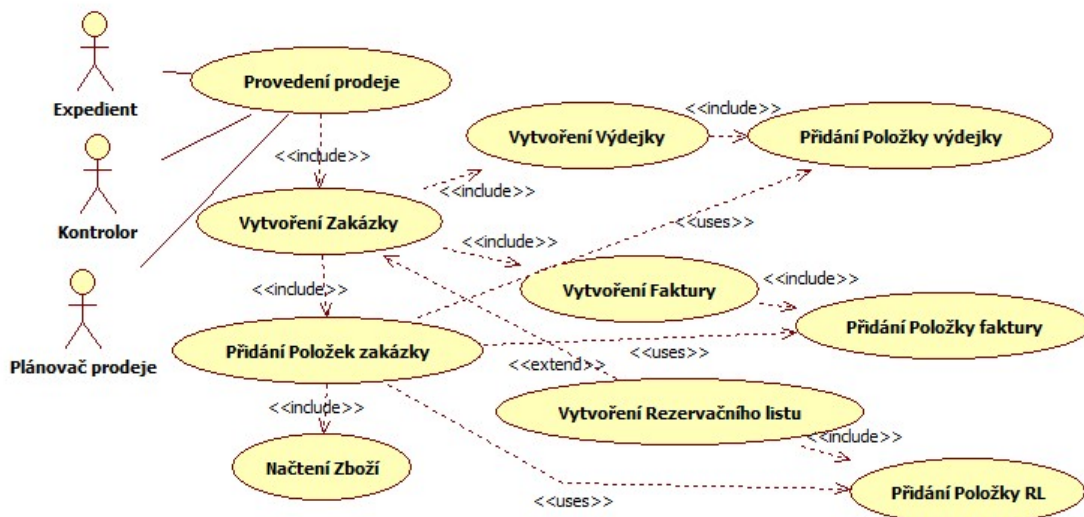 Provedení prodeje
Expedient
<<include>>
Vytvoření Výdejky
Přidání Položky výdejky
<<include>>
<<include>>
Vytvoření Zakázky
<<uses>>
Kontrolor
<<include>>
<<include>>
<<include>>
Vytvoření Faktury
Přidání Položky faktury
Přidání Položek zakázky
<<uses>>
Plánovač prodeje
<<extend>>
<<include>>
Vytvoření Rezervačního listu
<<include>>
Načtení Zboží
Přidání Položky RL
<<uses>>